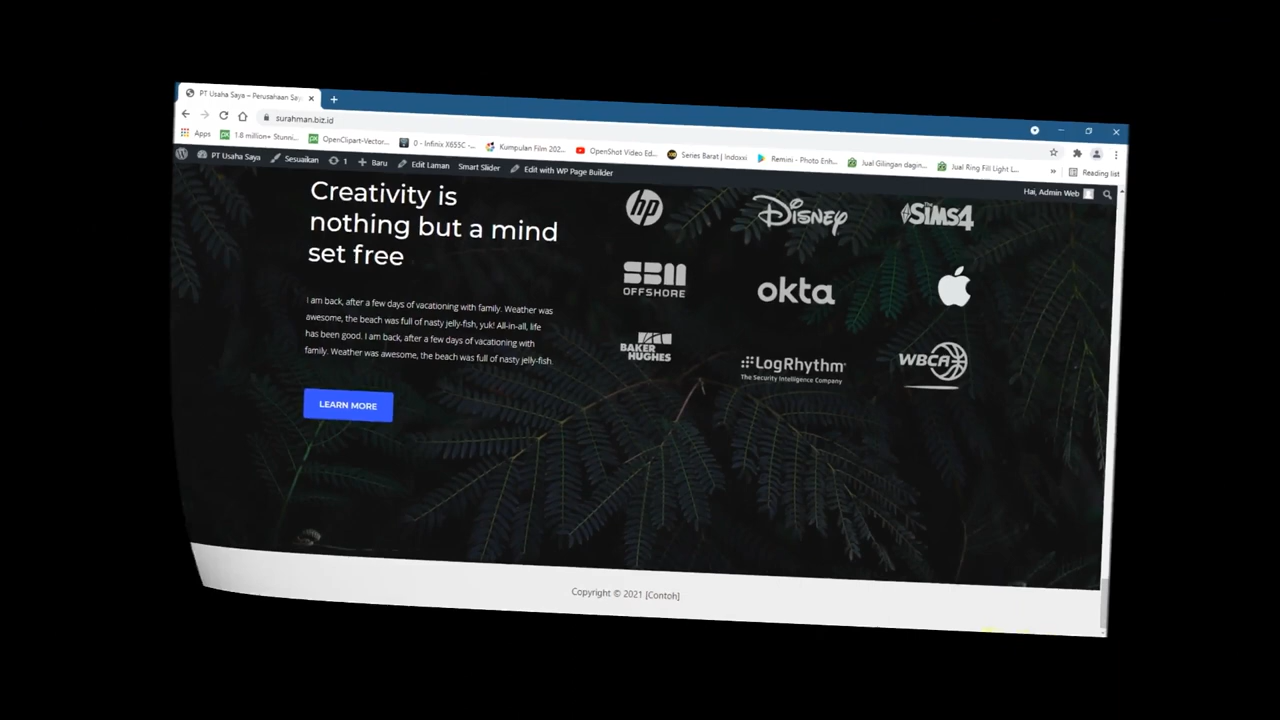 PT Usaha Saya – Perusahaan Say
surahman.biz.id
Apps 1.8 million+ Stunni... OpenClipart-Vector... 0 - Infinix X655C -... Kumpulan Film 202... OpenShot Video Ed... Series Barat | Indoxxi Remini - Photo Enh... Jual Gilingan dagin... Jual Ring Fill Light L... » Reading list
PT Usaha Saya Sesuaikan 1 + Baru Edit Laman Smart Slider Edit with WP Page Builder Hai, Admin Web
Creativity is
nothing but a mind
set free
I am back, after a few days of vacationing with family. Weather was
awesome, the beach was full of nasty jelly-fish, yuk! All-in-all, life
has been good. I am back, after a few days of vacationing with
family. Weather was awesome, the beach was full of nasty jelly-fish.
LEARN MORE
hp DISNEY THE SIMS4
SBM
OFFSHORE
okta
BAKER
HUGHES
LogRhythm
The Security Intelligence Company
WBCA
Copyright © 2021 [Contoh]